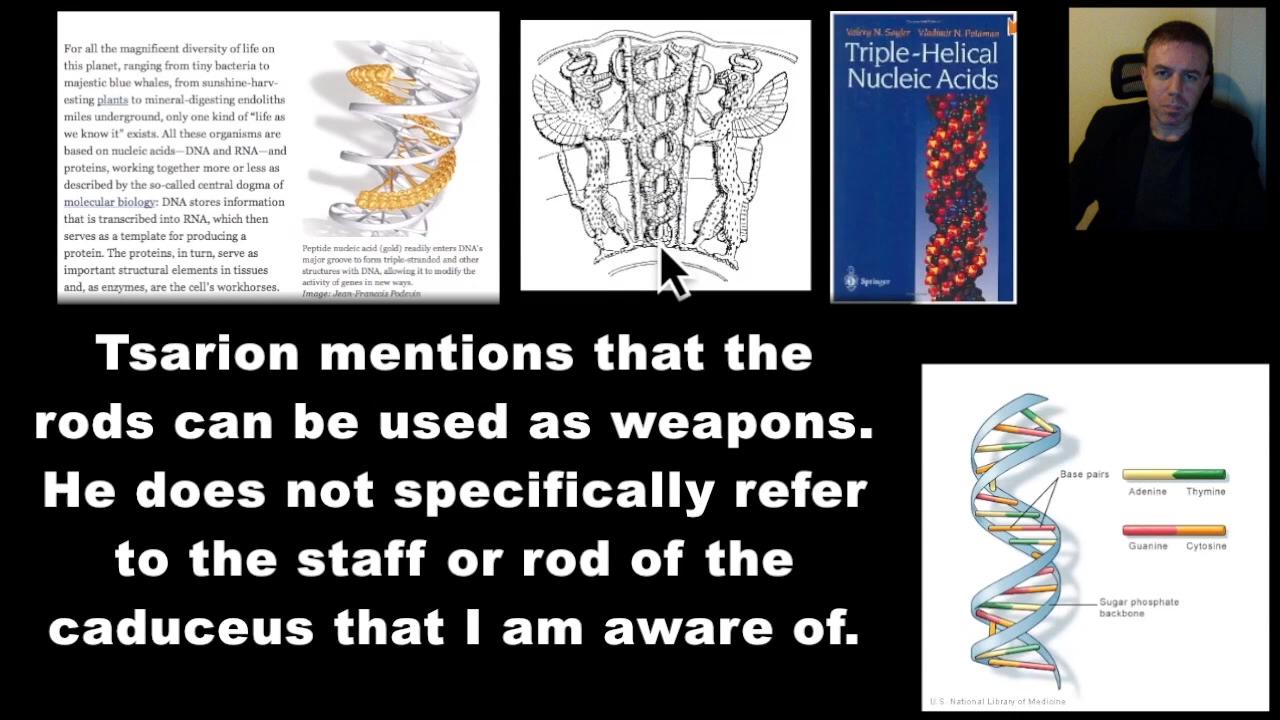 For all the magnificent diversity of life on
this planet, ranging from tiny bacteria to
majestic blue whales, from sunshine-harv-
esting plants to mineral-digesting endoliths
miles underground, only one kind of "life as
we know it" exists. All these organisms are
based on nucleic acids—DNA and RNA—and
proteins, working together more or less as
described by the so-called central dogma of
molecular biology: DNA stores information
that is transcribed into RNA, which then
serves as a template for producing a
protein. The proteins, in turn, serve as
important structural elements in tissues
and, as enzymes, are the cell's workhorses.
Peptide nucleic acid (gold) readily enters DNA's
major groove to form triple-stranded and other
structures with DNA, allowing it to modify the
activity of genes in new ways.
Image: Jean-Francois Podevin
Valery N. Soyfer Vladimir N. Potaman
Triple-Helical
Nucleic Acids
Springer
Tsarion mentions that the
rods can be used as weapons.
He does not specifically refer
to the staff or rod of the
caduceus that I am aware of.
Base pairs
Adenine Thymine
Guanine Cytosine
Sugar phosphate
backbone
U.S. National Library of Medicine